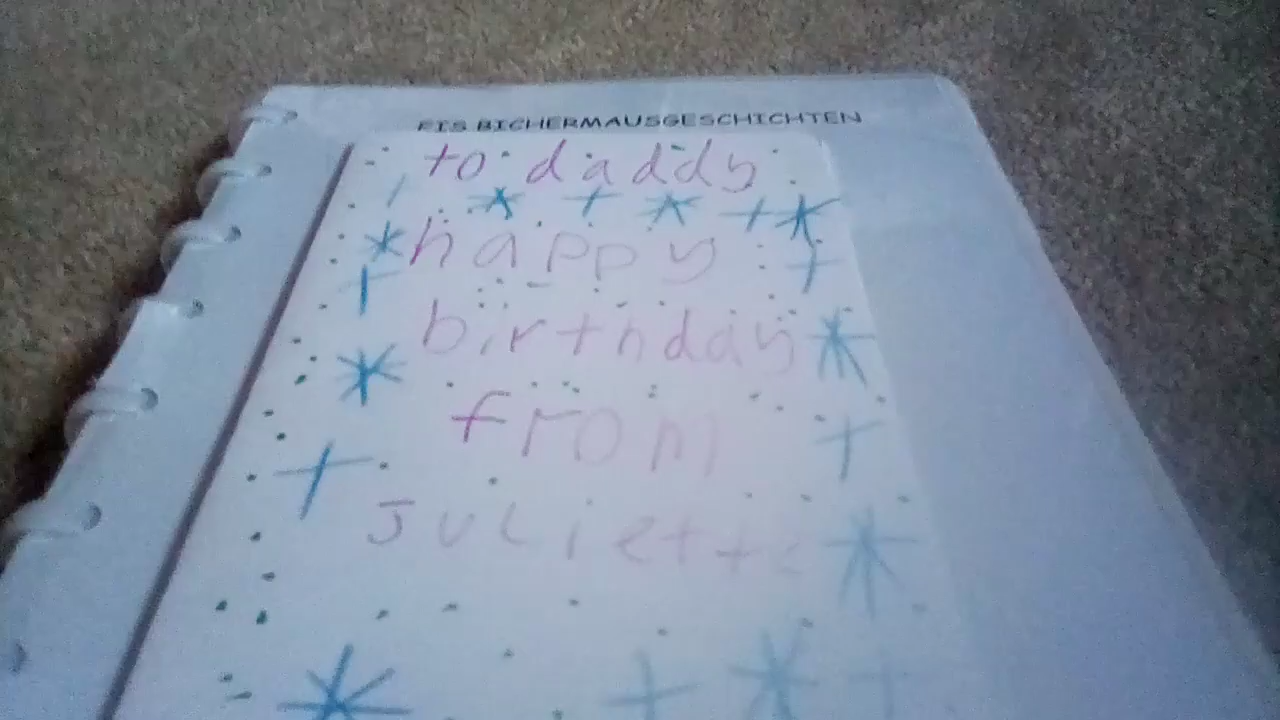 EIS BICHERMAUSGESCHICHTEN
to daddy
happy
birthday
from
Juliette